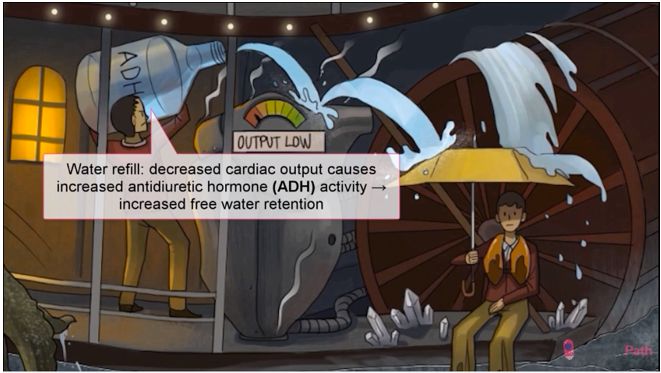 ADH
OUTPUT LOW
Water refill: decreased cardiac output causes
increased antidiuretic hormone (ADH) activity →
increased free water retention
Path